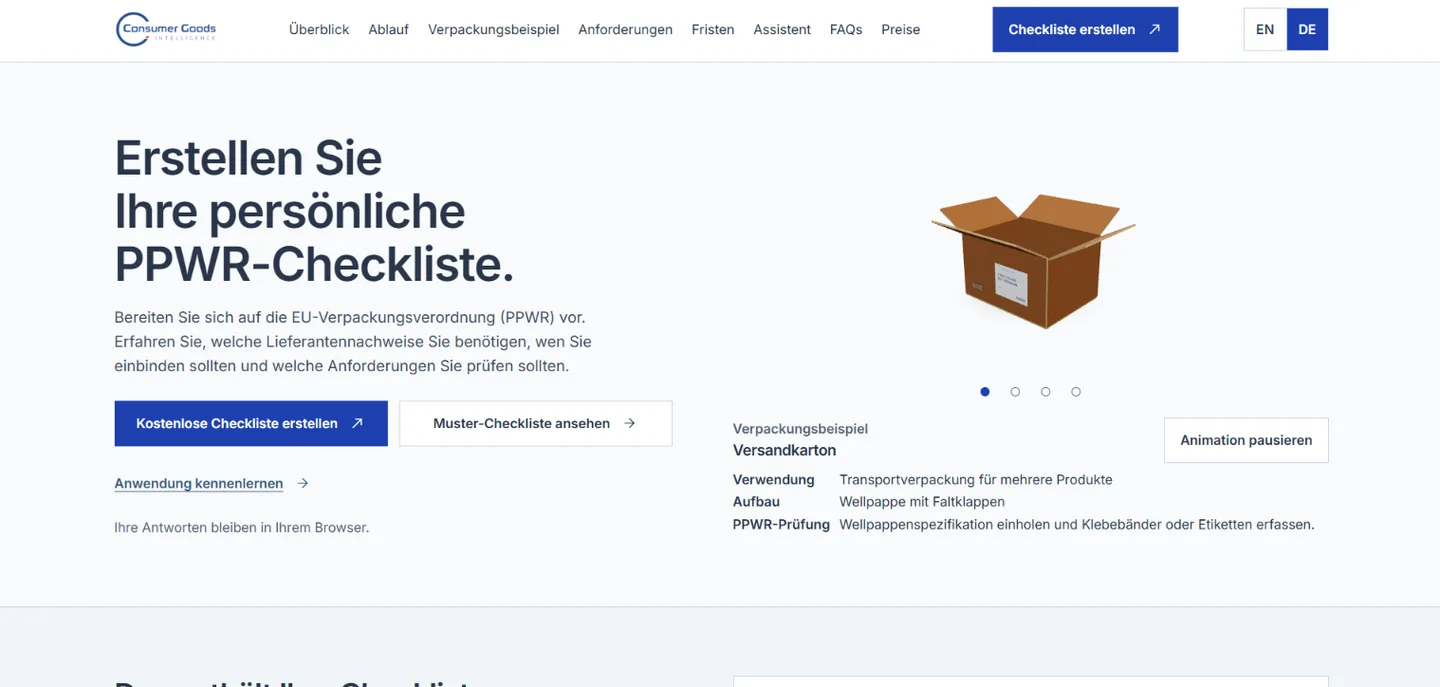 Consumer Goods
INTELLIGENCE
Überblick
Ablauf
Verpackungsbeispiel
Anforderungen
Fristen
Assistent
FAQs
Preise
Checkliste erstellen
EN
DE
Erstellen Sie
Ihre persönliche
PPWR-Checkliste.
Bereiten Sie sich auf die EU-Verpackungsverordnung (PPWR) vor.
Erfahren Sie, welche Lieferantennachweise Sie benötigen, wen Sie
einbinden sollten und welche Anforderungen Sie prüfen sollten.
Kostenlose Checkliste erstellen
Muster-Checkliste ansehen
Anwendung kennenlernen
Ihre Antworten bleiben in Ihrem Browser.
Verpackungsbeispiel
Versandkarton
Animation pausieren
Verwendung Transportverpackung für mehrere Produkte
Aufbau Wellpappe mit Faltklappen
PPWR-Prüfung Wellpappenspezifikation einholen und Klebebänder oder Etiketten erfassen.